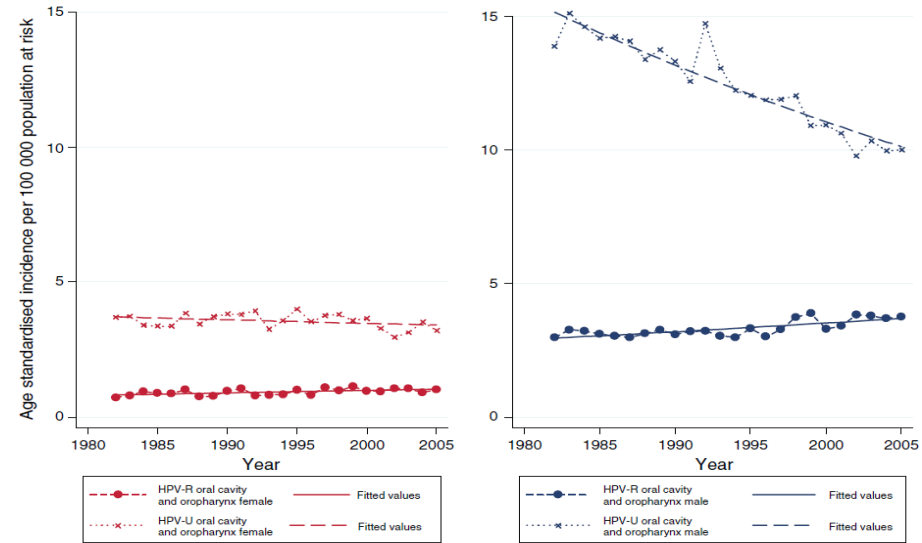 Age standardised incidence per 100 000 population at risk
15
10
5
0
1980 1985 1990 1995 2000 2005
Year
HPV-R oral cavity
and oropharynx female
Fitted values
HPV-U oral cavity
and oropharynx female
Fitted values
15
10
5
0
1980 1985 1990 1995 2000 2005
Year
HPV-R oral cavity
and oropharynx male
Fitted values
HPV-U oral cavity
and oropharynx male
Fitted values